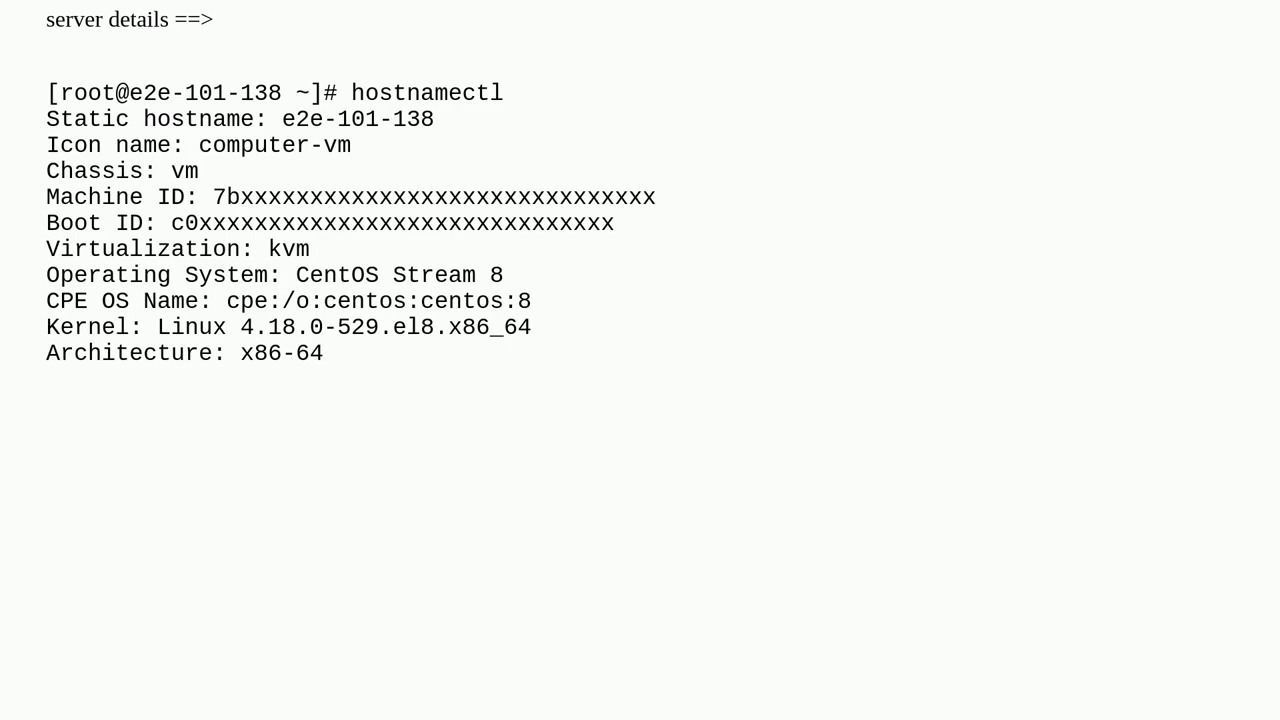 server details ==>
[root@e2e-101-138 ~]# hostnamectl
Static hostname: e2e-101-138
Icon name: computer-vm
Chassis: vm
Machine ID: 7bxxxxxxxxxxxxxxxxxxxxxxxxxxxxxx
Boot ID: c0xxxxxxxxxxxxxxxxxxxxxxxxxxxxxx
Virtualization: kvm
Operating System: CentOS Stream 8
CPE OS Name: cpe:/o:centos:centos:8
Kernel: Linux 4.18.0-529.el8.x86_64
Architecture: x86-64